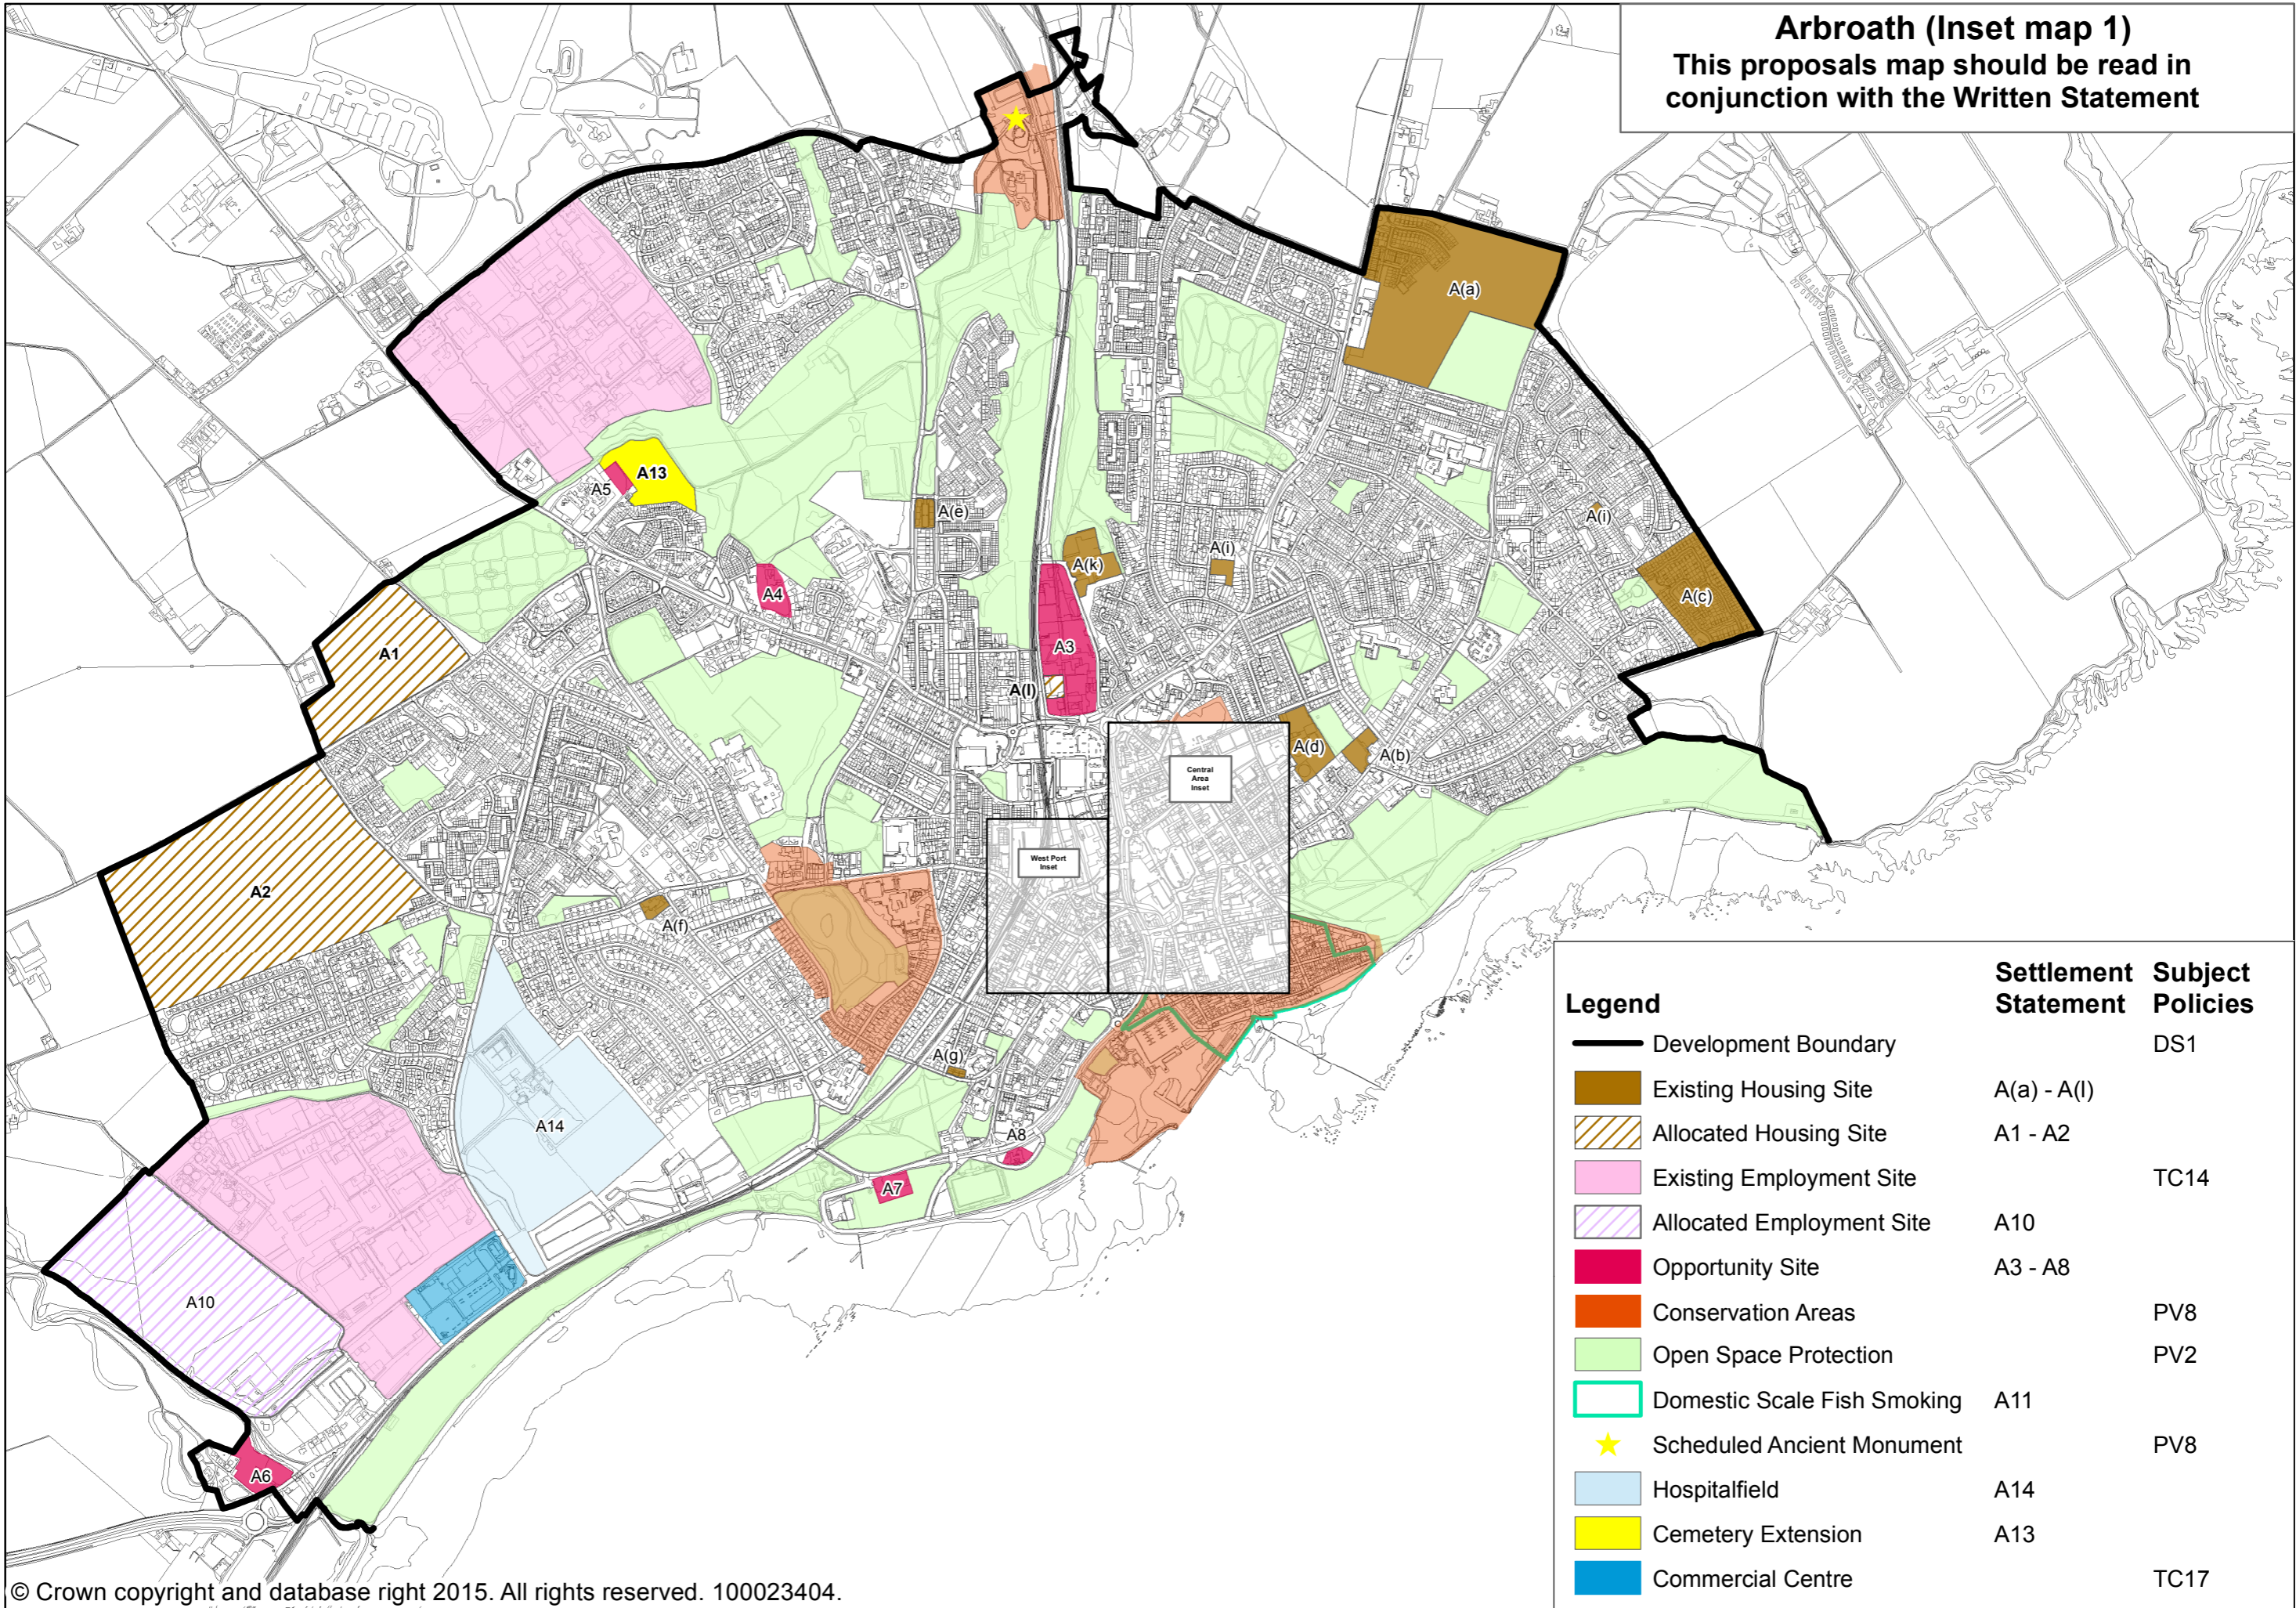 Arbroath (Inset map 1)
This proposals map should be read in
conjunction with the Written Statement
A(a)
A13
A5
A(e)
A(i)
A(i)
A(k)
A4
A(c)
A3
A1
A(l)
A(d)
A(b)
Central
Area
Inset
West Port
Inset
A2
A(f)
A(g)
A14
A8
A7
A10
A6
Legend
Settlement
Statement
Subject
Policies
Development Boundary DS1
Existing Housing Site A(a) - A(l)
Allocated Housing Site A1 - A2
Existing Employment Site TC14
Allocated Employment Site A10
Opportunity Site A3 - A8
Conservation Areas PV8
Open Space Protection PV2
Domestic Scale Fish Smoking A11
Scheduled Ancient Monument PV8
Hospitalfield A14
Cemetery Extension A13
Commercial Centre TC17
© Crown copyright and database right 2015. All rights reserved. 100023404.